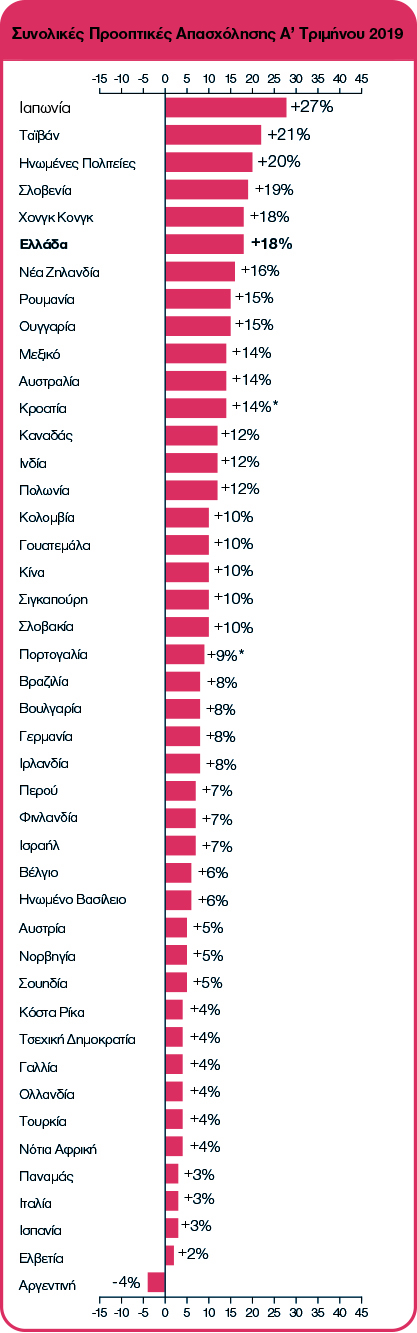 Συνολικές Προοπτικές Απασχόλησης Α’ Τριμήνου 2019
-15 -10 -5 0 5 10 15 20 25 30 35 40 45
Ιαπωνία +27%
Ταϊβάν +21%
Ηνωμένες Πολιτείες +20%
Σλοβενία +19%
Χονγκ Κονγκ +18%
Ελλάδα +18%
Νέα Ζηλανδία +16%
Ρουμανία +15%
Ουγγαρία +15%
Μεξικό +14%
Αυστραλία +14%
Κροατία +14%*
Καναδάς +12%
Ινδία +12%
Πολωνία +12%
Κολομβία +10%
Γουατεμάλα +10%
Κίνα +10%
Σιγκαπούρη +10%
Σλοβακία +10%
Πορτογαλία +9%*
Βραζιλία +8%
Βουλγαρία +8%
Γερμανία +8%
Ιρλανδία +8%
Περού +7%
Φινλανδία +7%
Ισραήλ +7%
Βέλγιο +6%
Ηνωμένο Βασίλειο +6%
Αυστρία +5%
Νορβηγία +5%
Σουηδία +5%
Κόστα Ρίκα +4%
Τσεχική Δημοκρατία +4%
Γαλλία +4%
Ολλανδία +4%
Τουρκία +4%
Νότια Αφρική +4%
Παναμάς +3%
Ιταλία +3%
Ισπανία +3%
Ελβετία +2%
Αργεντινή -4%
-15 -10 -5 0 5 10 15 20 25 30 35 40 45